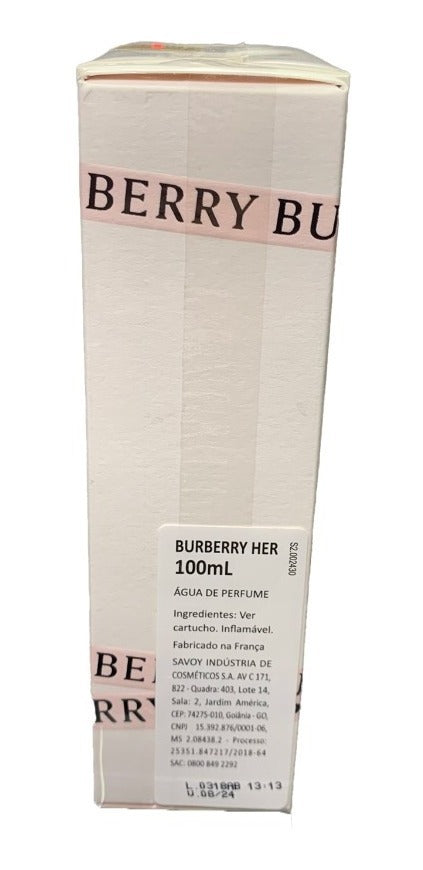 BERRY BU
BURBERRY HER
100mL
S2.002430
ÁGUA DE PERFUME
Ingredientes: Ver
cartucho. Inflamável.
Fabricado na França
SAVOY INDÚSTRIA DE
COSMÉTICOS S.A. AV C 171,
822 - Quadra: 403, Lote 14,
Sala: 2, Jardim América,
CEP: 74275-010, Goiânia - GO,
CNPJ 15.392.876/0001-06,
MS 2.08438.2 - Processo:
25351.847217/2018-64
SAC: 0800 849 2292
L.0318AB 13:13
V.08/24
BE
RRY